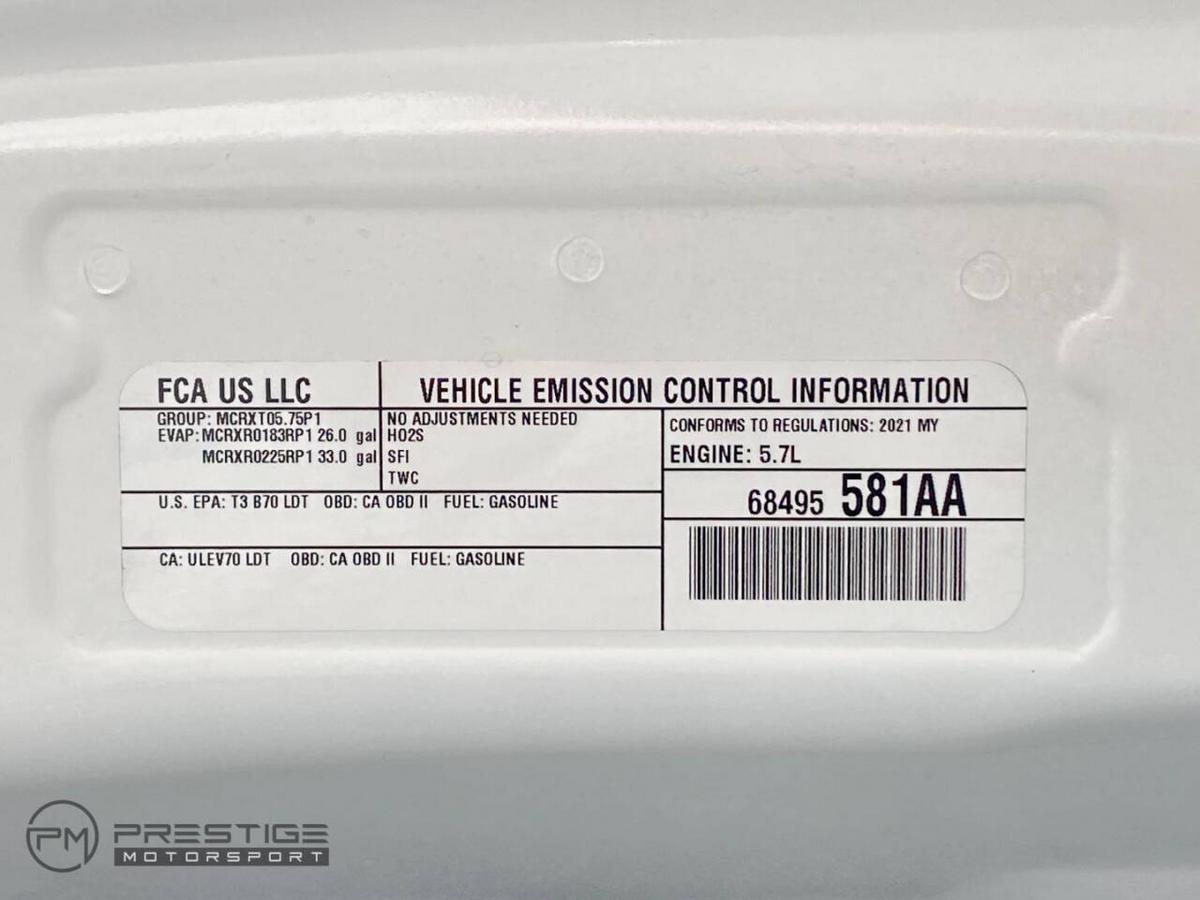 FCA US LLC
VEHICLE EMISSION CONTROL INFORMATION
GROUP: MCRXT05.75P1
EVAP: MCRXR0183RP1 26.0 gal
MCRXR0225RP1 33.0 gal
NO ADJUSTMENTS NEEDED
HO2S
SFI
TWC
CONFORMS TO REGULATIONS: 2021 MY
ENGINE: 5.7L
68495 581AA
U.S. EPA: T3 B70 LDT OBD: CA OBD II FUEL: GASOLINE
CA: ULEV70 LDT OBD: CA OBD II FUEL: GASOLINE
PM PRESTIGE
MOTORSPORT